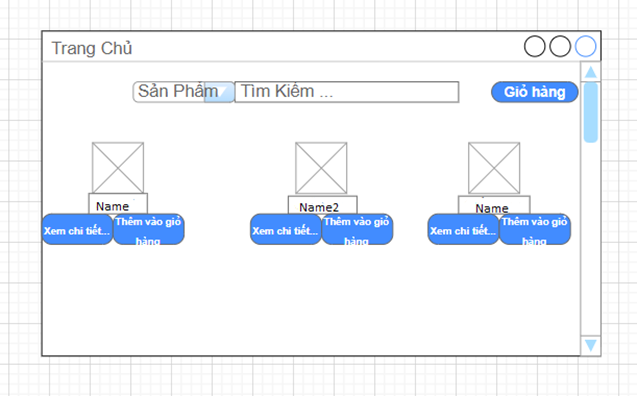 Trang Chủ
Sản Phẩm Tìm Kiếm ... Giỏ hàng
Name Name2 Name
Xem chi tiết... Thêm vào giỏ hàng Xem chi tiết... Thêm vào giỏ hàng Xem chi tiết... Thêm vào giỏ hàng